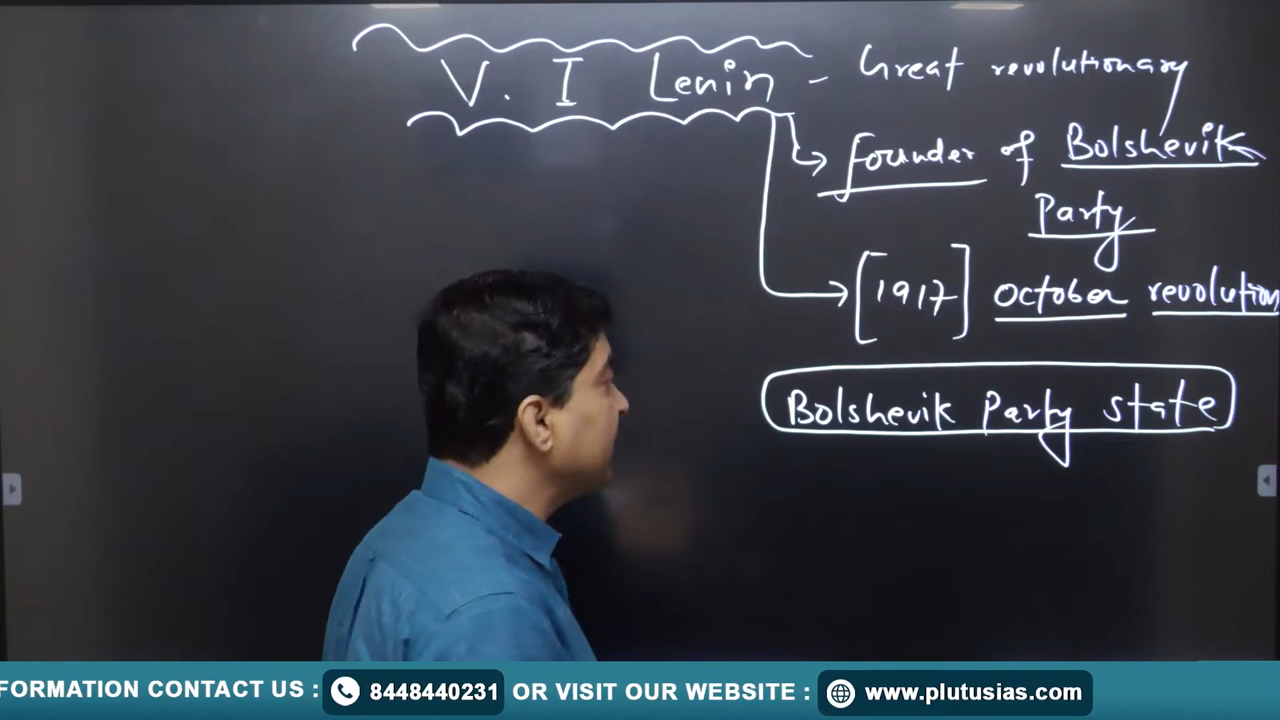 V. I Lenin - Great revolutionary
founder of Bolshevik
Party
[1917] October revolution
Bolshevik Party state
FORMATION CONTACT US : 8448440231 OR VISIT OUR WEBSITE : www.plutusias.com